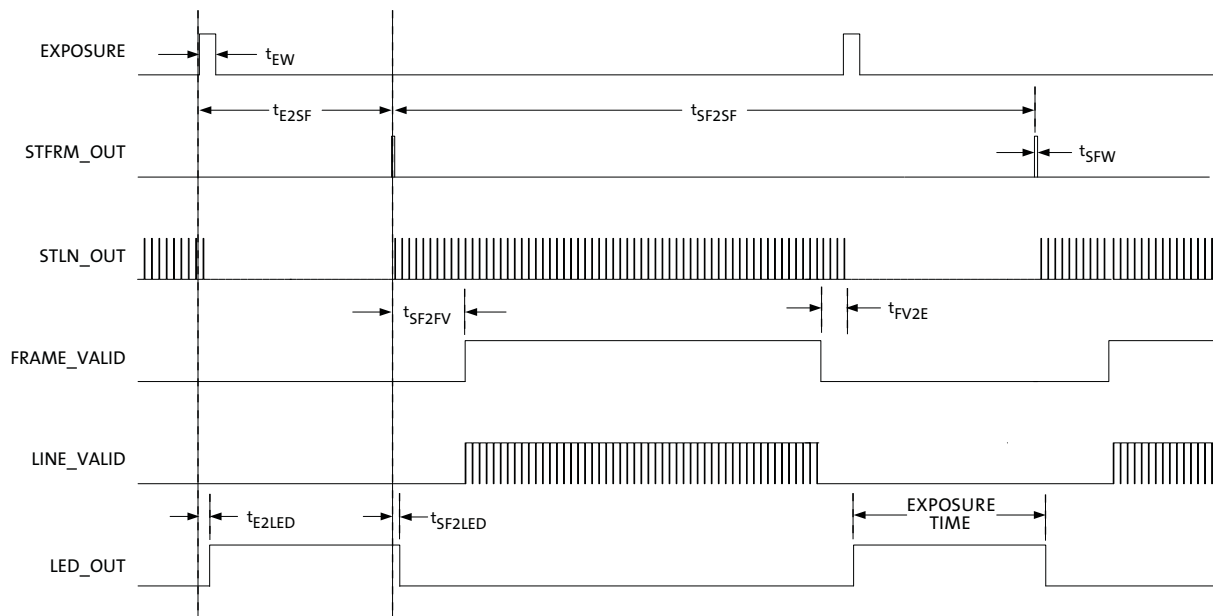 EXPOSURE
tEW
tE2SF
tSF2SF
STFRM_OUT
tSFW
STLN_OUT
tSF2FV
tFV2E
FRAME_VALID
LINE_VALID
tE2LED
tSF2LED
EXPOSURE
TIME
LED_OUT